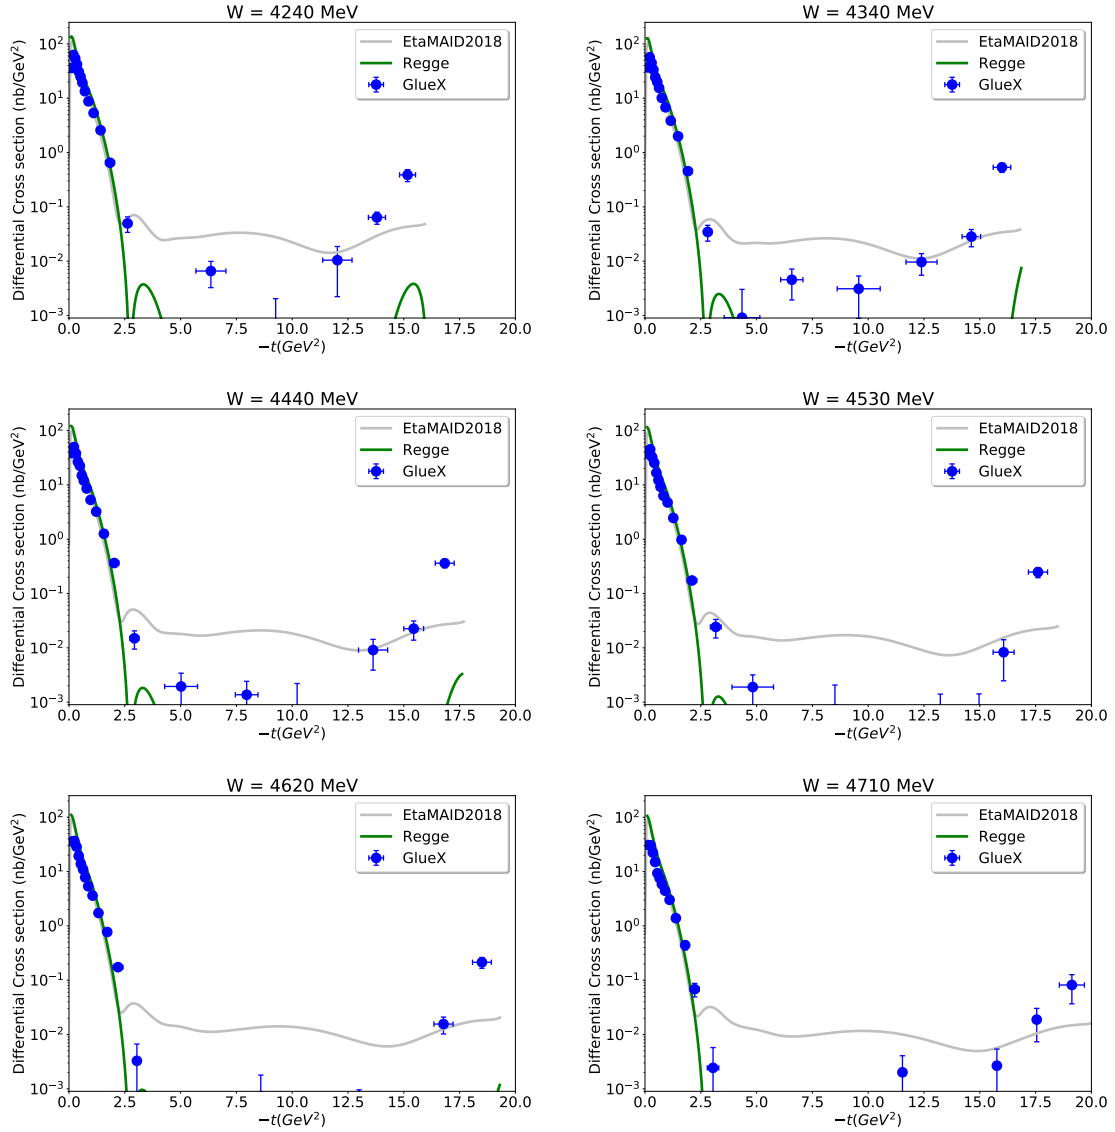 W = 4240 MeV
Differential Cross section (nb/GeV²)
10² 10¹ 10⁰ 10⁻¹ 10⁻² 10⁻³
EtaMAID2018
Regge
GlueX
0.0 2.5 5.0 7.5 10.0 12.5 15.0 17.5 20.0
−t(GeV²)
W = 4340 MeV
Differential Cross section (nb/GeV²)
10² 10¹ 10⁰ 10⁻¹ 10⁻² 10⁻³
EtaMAID2018
Regge
GlueX
0.0 2.5 5.0 7.5 10.0 12.5 15.0 17.5 20.0
−t(GeV²)
W = 4440 MeV
Differential Cross section (nb/GeV²)
10² 10¹ 10⁰ 10⁻¹ 10⁻² 10⁻³
EtaMAID2018
Regge
GlueX
0.0 2.5 5.0 7.5 10.0 12.5 15.0 17.5 20.0
−t(GeV²)
W = 4530 MeV
Differential Cross section (nb/GeV²)
10² 10¹ 10⁰ 10⁻¹ 10⁻² 10⁻³
EtaMAID2018
Regge
GlueX
0.0 2.5 5.0 7.5 10.0 12.5 15.0 17.5 20.0
−t(GeV²)
W = 4620 MeV
Differential Cross section (nb/GeV²)
10² 10¹ 10⁰ 10⁻¹ 10⁻² 10⁻³
EtaMAID2018
Regge
GlueX
0.0 2.5 5.0 7.5 10.0 12.5 15.0 17.5 20.0
−t(GeV²)
W = 4710 MeV
Differential Cross section (nb/GeV²)
10² 10¹ 10⁰ 10⁻¹ 10⁻² 10⁻³
EtaMAID2018
Regge
GlueX
0.0 2.5 5.0 7.5 10.0 12.5 15.0 17.5 20.0
−t(GeV²)